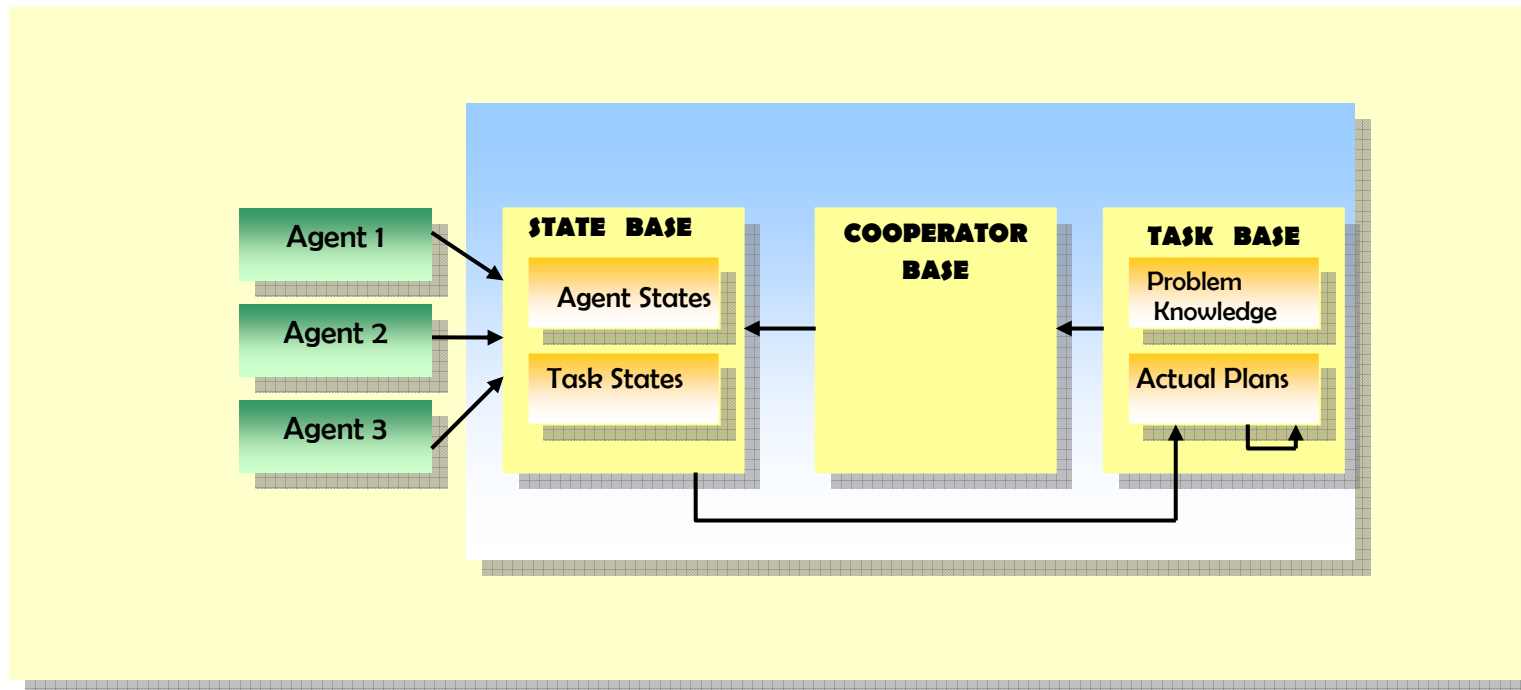 Agent 1
Agent 2
Agent 3
STATE BASE
Agent States
Task States
COOPERATOR
BASE
TASK BASE
Problem
Knowledge
Actual Plans